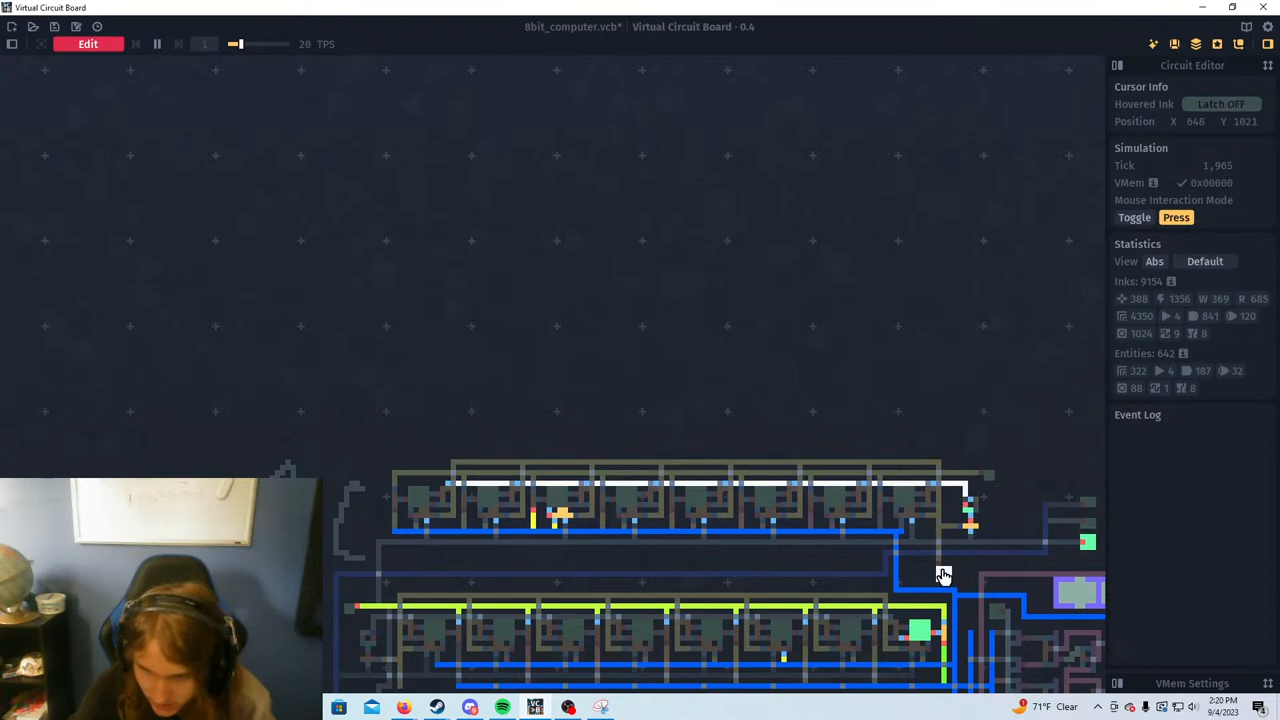 Virtual Circuit Board
8bit_computer.vcb* Virtual Circuit Board - 0.4
Edit 1 20 TPS
Circuit Editor
Cursor Info
Hovered Ink Latch OFF
Position X 648 Y 1021
Simulation
Tick 1,965
VMem 0x00000
Mouse Interaction Mode
Toggle Press
Statistics
View Abs Default
Inks: 9154
388 1356 W 369 R 685
4350 4 841 120
1024 9 8
Entities: 642
322 4 187 32
88 1 8
Event Log
VMem Settings
71°F Clear 2:20 PM
9/4/2023